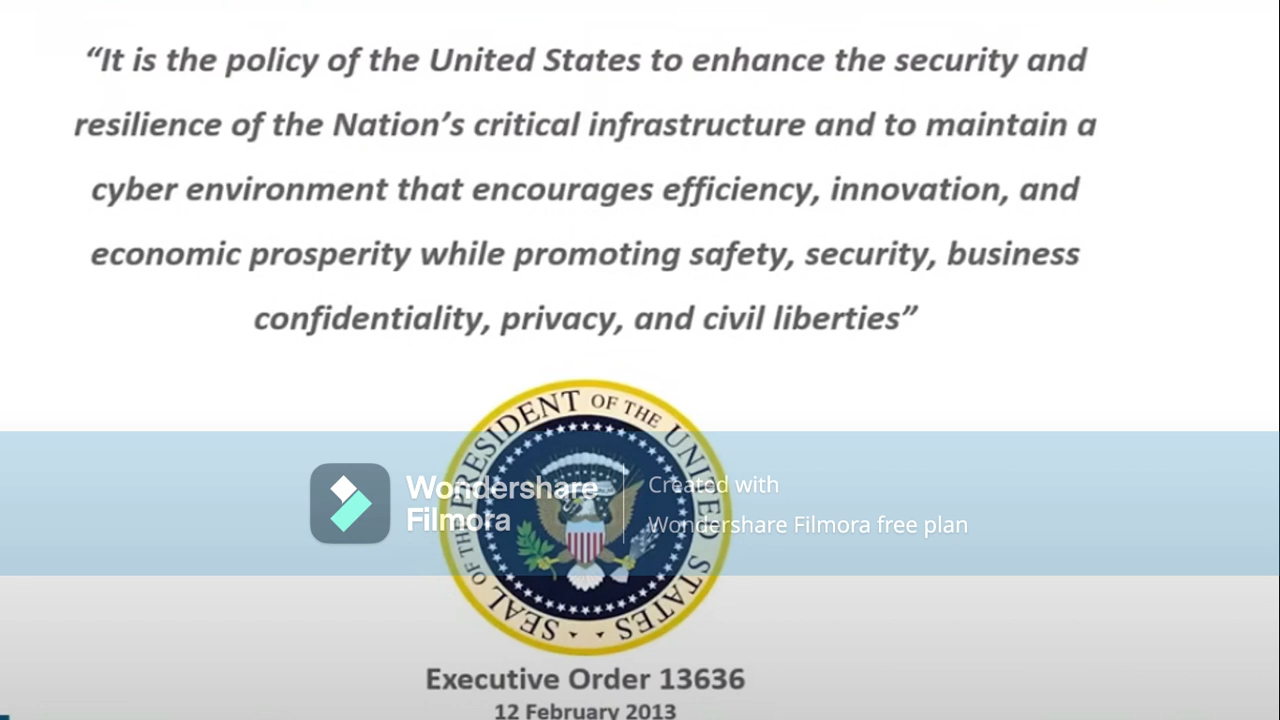 “It is the policy of the United States to enhance the security and
resilience of the Nation’s critical infrastructure and to maintain a
cyber environment that encourages efficiency, innovation, and
economic prosperity while promoting safety, security, business
confidentiality, privacy, and civil liberties”
SEAL OF THE PRESIDENT OF THE UNITED STATES
Wondershare
Filmora
Created with
Wondershare Filmora free plan
Executive Order 13636
12 February 2013